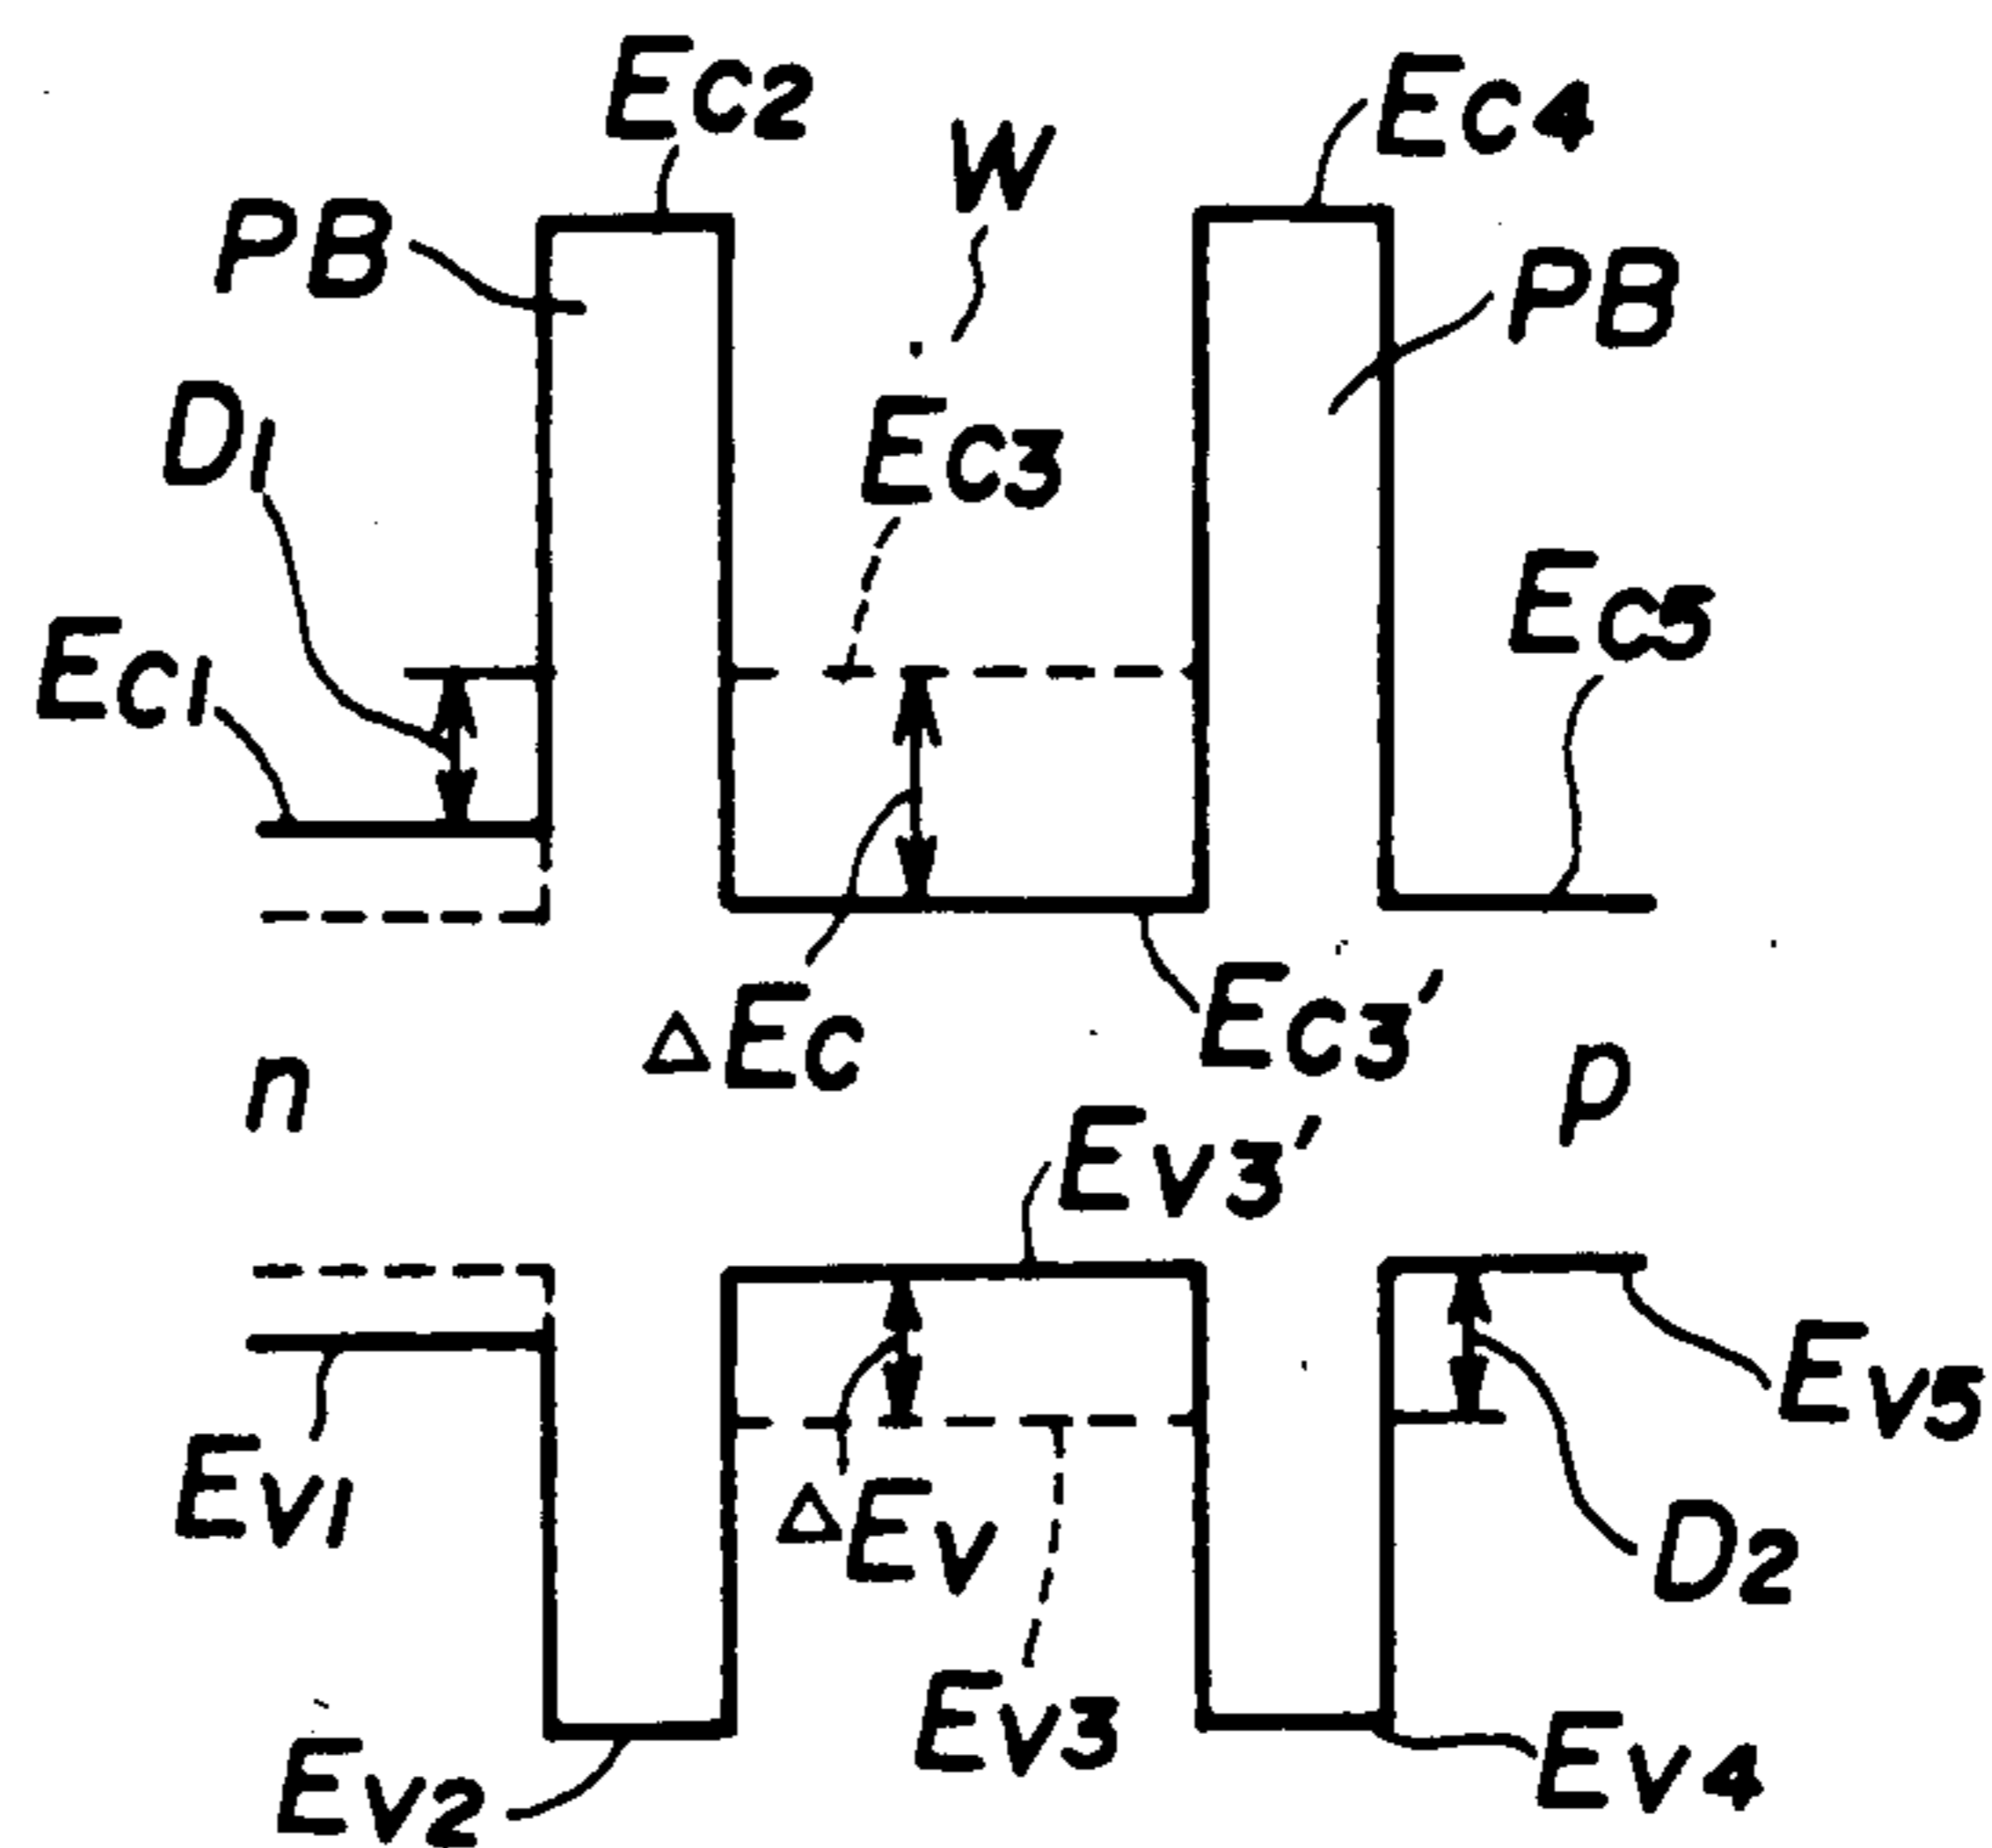 EC2
EC4
W
PB
PB
D1
EC3
EC1
EC5
ΔEC
EC3'
n
p
EV3'
EV5
EV1
ΔEV
D2
EV3
EV2
EV4